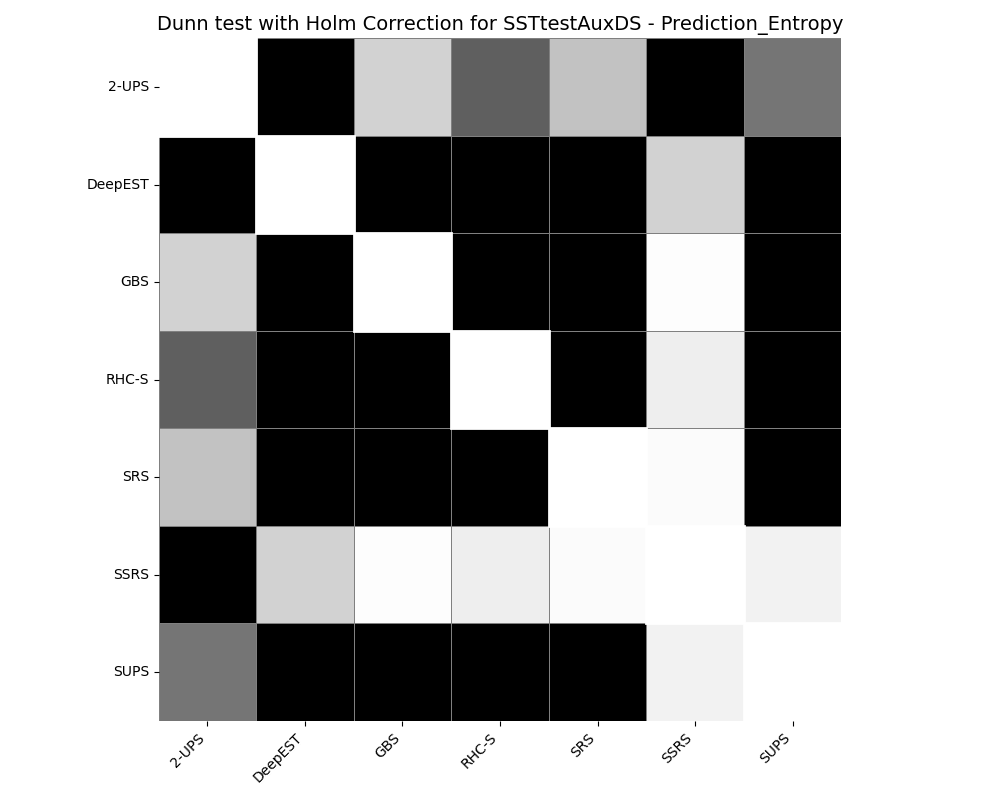 Dunn test with Holm Correction for SSTtestAuxDS - Prediction_Entropy
2-UPS
DeepEST
GBS
RHC-S
SRS
SSRS
SUPS
2-UPS
DeepEST
GBS
RHC-S
SRS
SSRS
SUPS